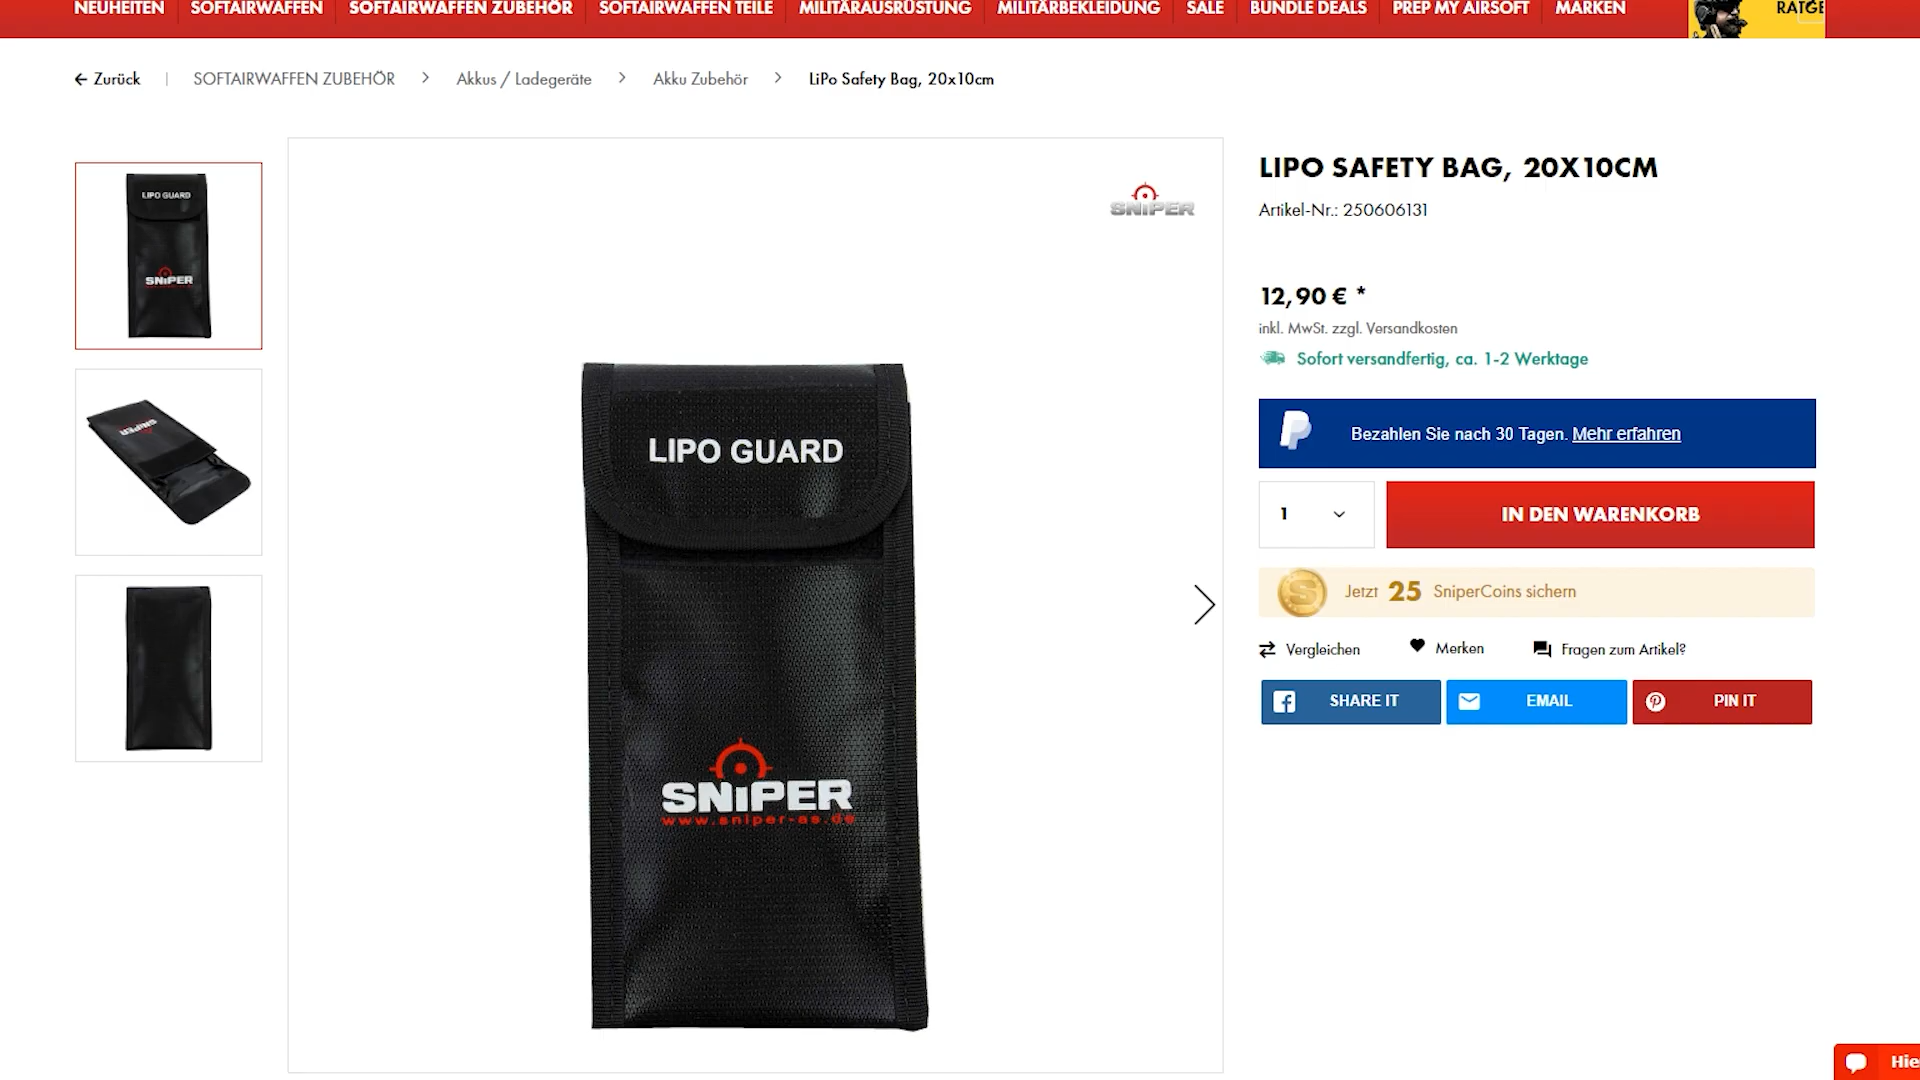 NEUHEITEN SOFTAIRWAFFEN SOFTAIRWAFFEN ZUBEHÖR SOFTAIRWAFFEN TEILE MILITÄRAUSRÜSTUNG MILITÄRBEKLEIDUNG SALE BUNDLE DEALS PREP MY AIRSOFT MARKEN
Zurück | SOFTAIRWAFFEN ZUBEHÖR > Akkus / Ladegeräte > Akku Zubehör > LiPo Safety Bag, 20x10cm
LIPO GUARD
SNIPER
SNIPER
SNIPER
LIPO GUARD
SNIPER
www.sniper-as.de
LIPO SAFETY BAG, 20X10CM
Artikel-Nr.: 250606131
12,90 € *
inkl. MwSt. zzgl. Versandkosten
Sofort versandfertig, ca. 1-2 Werktage
Bezahlen Sie nach 30 Tagen. Mehr erfahren
1 IN DEN WARENKORB
Jetzt 25 SniperCoins sichern
Vergleichen Merken Fragen zum Artikel?
SHARE IT EMAIL PIN IT